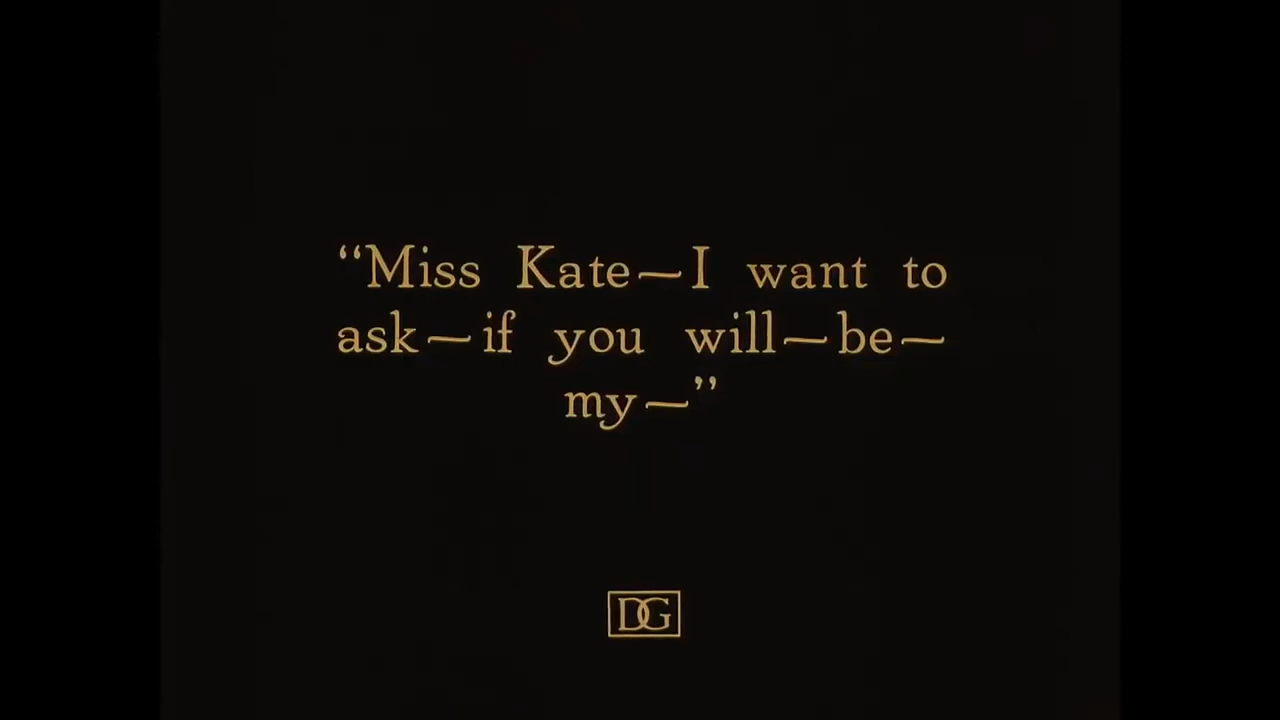 “Miss Kate—I want to
ask—if you will—be—
my—”
DG